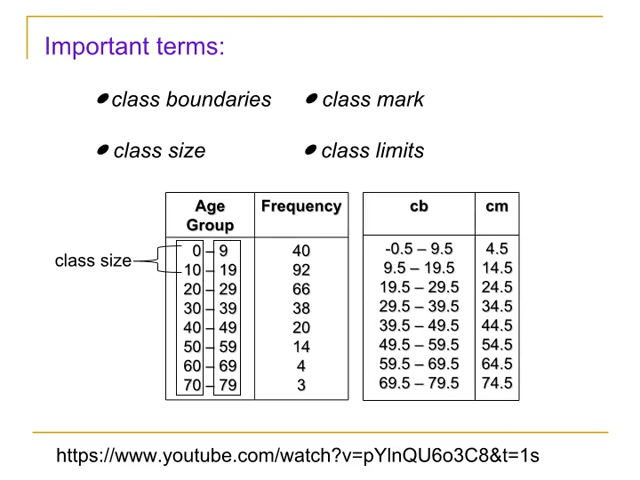 Important terms:
class boundaries class mark
class size class limits
Age Group Frequency cb cm
class size
0 – 9 40 -0.5 – 9.5 4.5
10 – 19 92 9.5 – 19.5 14.5
20 – 29 66 19.5 – 29.5 24.5
30 – 39 38 29.5 – 39.5 34.5
40 – 49 20 39.5 – 49.5 44.5
50 – 59 14 49.5 – 59.5 54.5
60 – 69 4 59.5 – 69.5 64.5
70 – 79 3 69.5 – 79.5 74.5
https://www.youtube.com/watch?v=pYlnQU6o3C8&t=1s